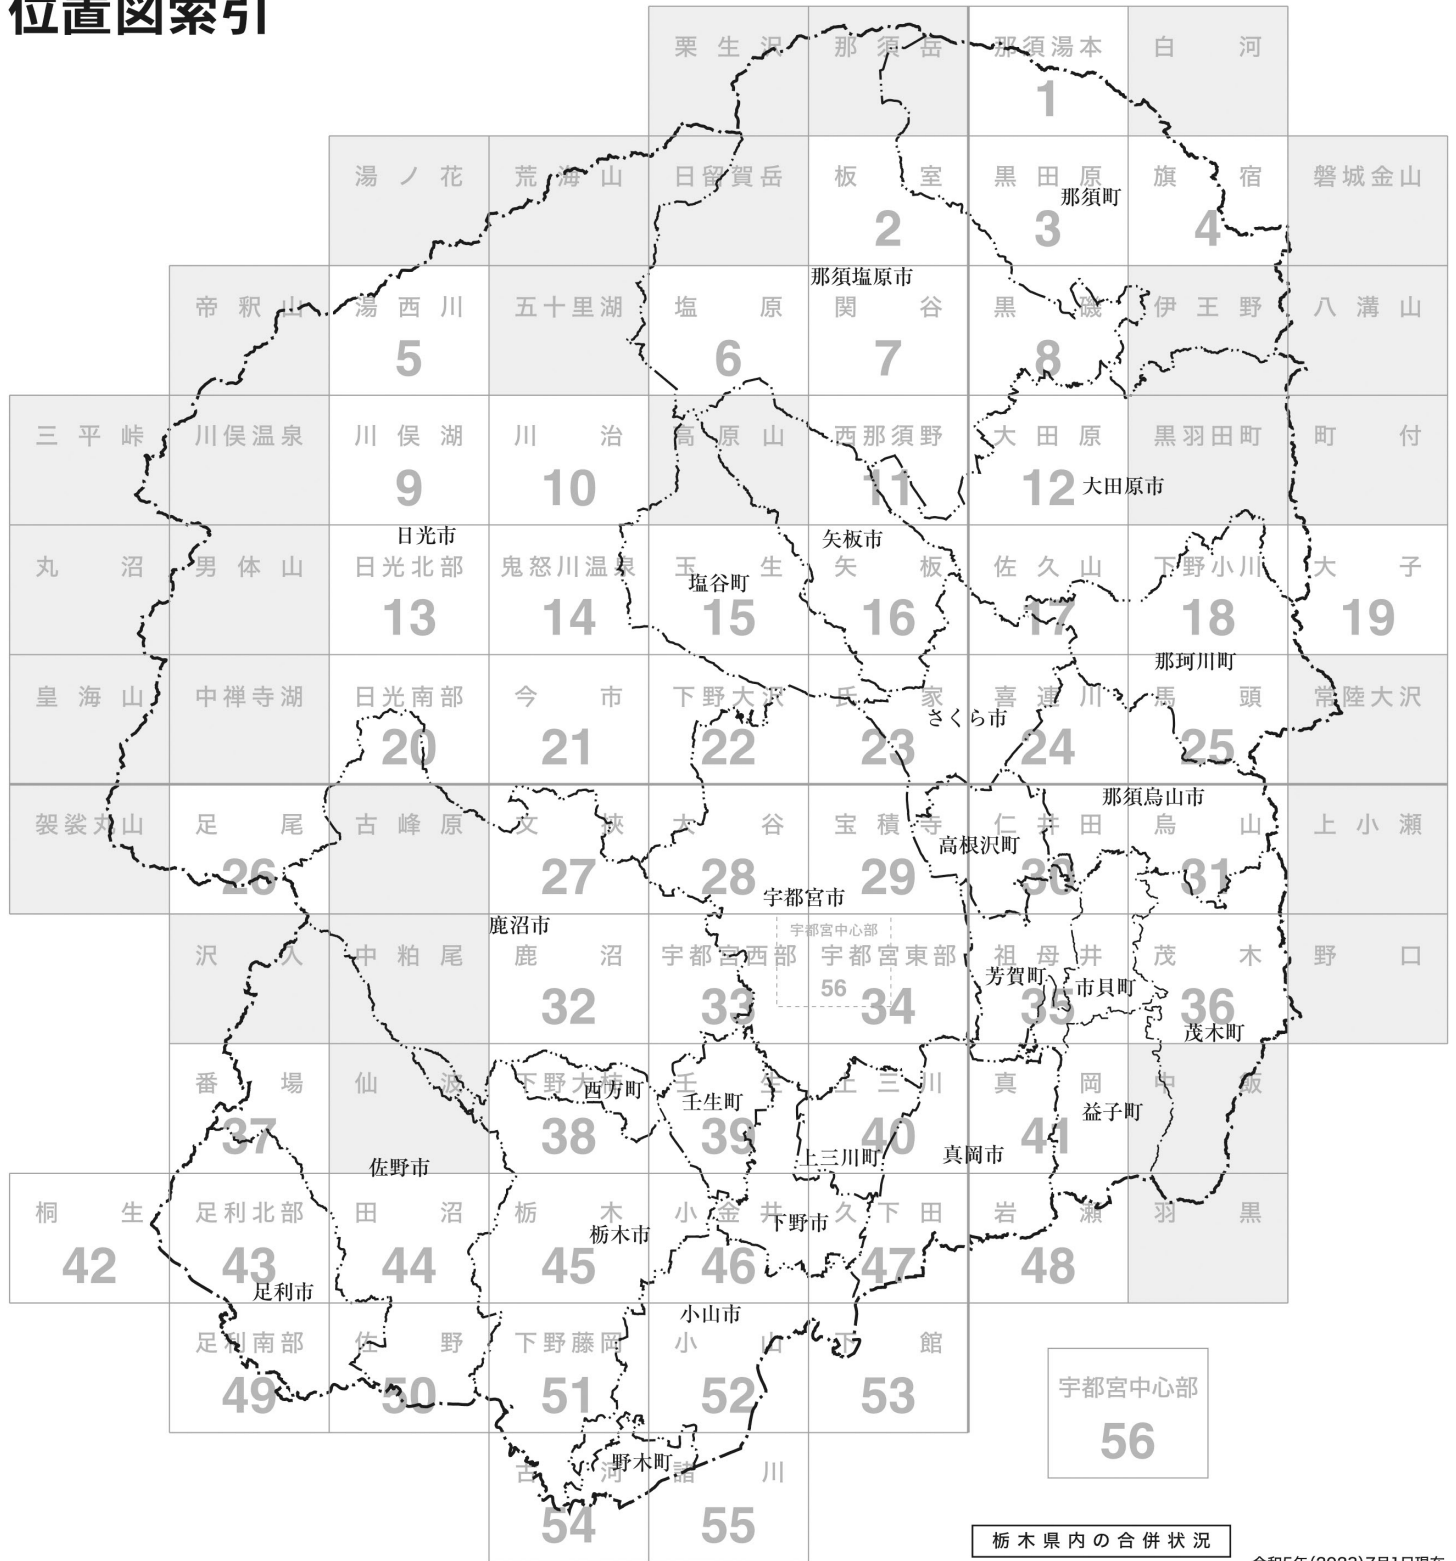 位置図索引
栗生沢 那須岳 那須湯本 白河
1
湯ノ花 荒海山 日留賀岳 板室 黒田原 旗宿 磐城金山
那須町
2 3 4
那須塩原市
帝釈山 湯西川 五十里湖 塩原 関谷 黒磯 伊王野 八溝山
5 6 7 8
三平峠 川俣温泉 川俣湖 川治 高原山 西那須野 大田原 黒羽田町 町付
9 10 11 12 大田原市
日光市 矢板市
丸沼 男体山 日光北部 鬼怒川温泉 玉生 矢板 佐久山 下野小川 大子
塩谷町
13 14 15 16 17 18 19
那珂川町
皇海山 中禅寺湖 日光南部 今市 下野大沢 氏家 喜連川 馬頭 常陸大沢
さくら市
20 21 22 23 24 25
那須烏山市
袈裟丸山 足尾 古峰原 文挾 大谷 宝積寺 仁井田 烏山 上小瀬
高根沢町
26 27 28 29 30 31
宇都宮市
鹿沼市 宇都宮中心部
沢入 中粕尾 鹿沼 宇都宮西部 宇都宮東部 祖母井 茂木 野口
芳賀町 市貝町
56
32 33 34 35 36
茂木町
番場 仙波 下野大柿 壬生 上三川 真岡 中飯
西方町 壬生町 益子町
37 38 39 40 41
佐野市 上三川町 真岡市
桐生 足利北部 田沼 栃木 小金井 久下田 岩瀬 羽黒
栃木市 下野市
42 43 44 45 46 47 48
足利市
小山市
足利南部 佐野 下野藤岡 小山 下館
49 50 51 52 53
宇都宮中心部
56
野木町
古河 諸川
54 55
栃木県内の合併状況
令和5年(2023)7月1日現在